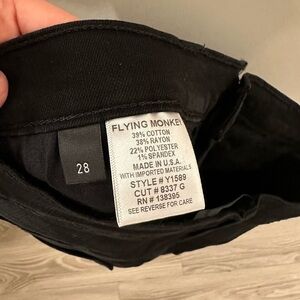 28
FLYING MONKEY
39% COTTON
38% RAYON
22% POLYESTER
1% SPANDEX
MADE IN U.S.A.
WITH IMPORTED MATERIALS
STYLE # Y1589
CUT # 8337 G
RN # 138395
SEE REVERSE FOR CARE